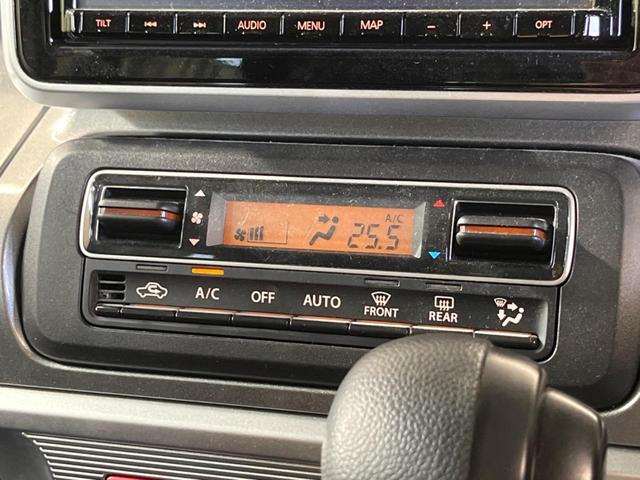 TILT AUDIO MENU MAP − + OPT
A/C
25.5
A/C OFF AUTO FRONT REAR